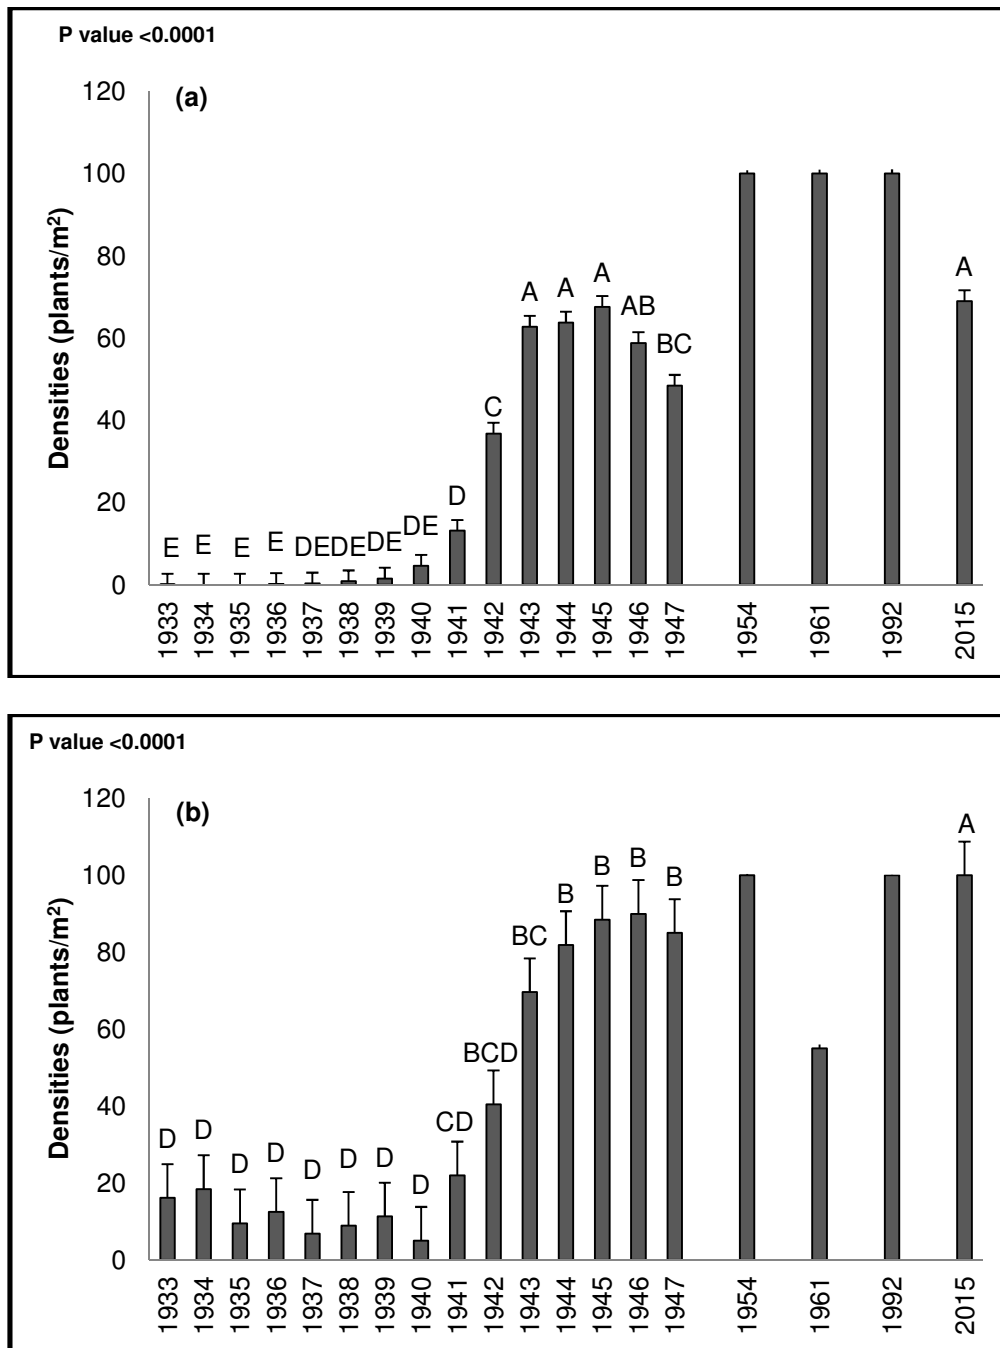 P value <0.0001
(a)
Densities (plants/m²)
120
100
80
60
40
20
0
E E E E DE DE DE DE D C A A A AB BC A
1933 1934 1935 1936 1937 1938 1939 1940 1941 1942 1943 1944 1945 1946 1947 1954 1961 1992 2015
P value <0.0001
(b)
Densities (plants/m²)
120
100
80
60
40
20
0
D D D D D D D D CD BCD BC B B B B A
1933 1934 1935 1936 1937 1938 1939 1940 1941 1942 1943 1944 1945 1946 1947 1954 1961 1992 2015